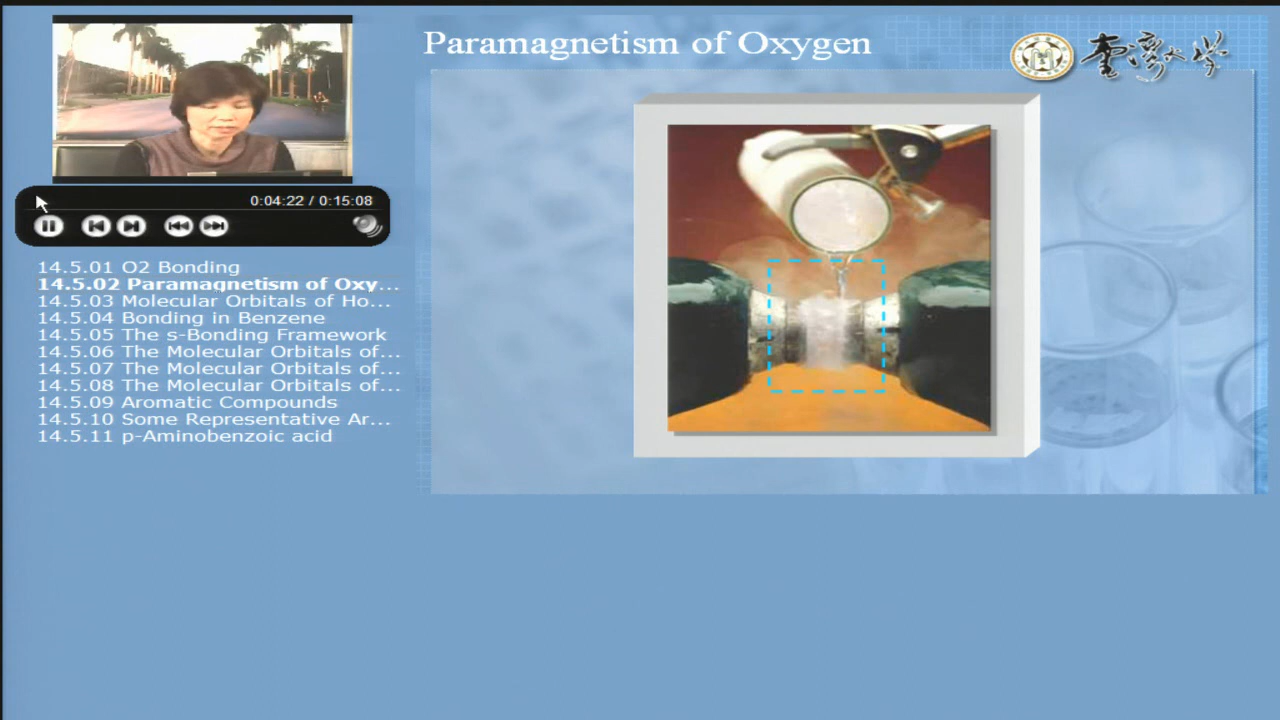 Paramagnetism of Oxygen
臺灣大學
0:04:22 / 0:15:08
14.5.01 O2 Bonding
14.5.02 Paramagnetism of Oxy...
14.5.03 Molecular Orbitals of Ho...
14.5.04 Bonding in Benzene
14.5.05 The s-Bonding Framework
14.5.06 The Molecular Orbitals of...
14.5.07 The Molecular Orbitals of...
14.5.08 The Molecular Orbitals of...
14.5.09 Aromatic Compounds
14.5.10 Some Representative Ar...
14.5.11 p-Aminobenzoic acid